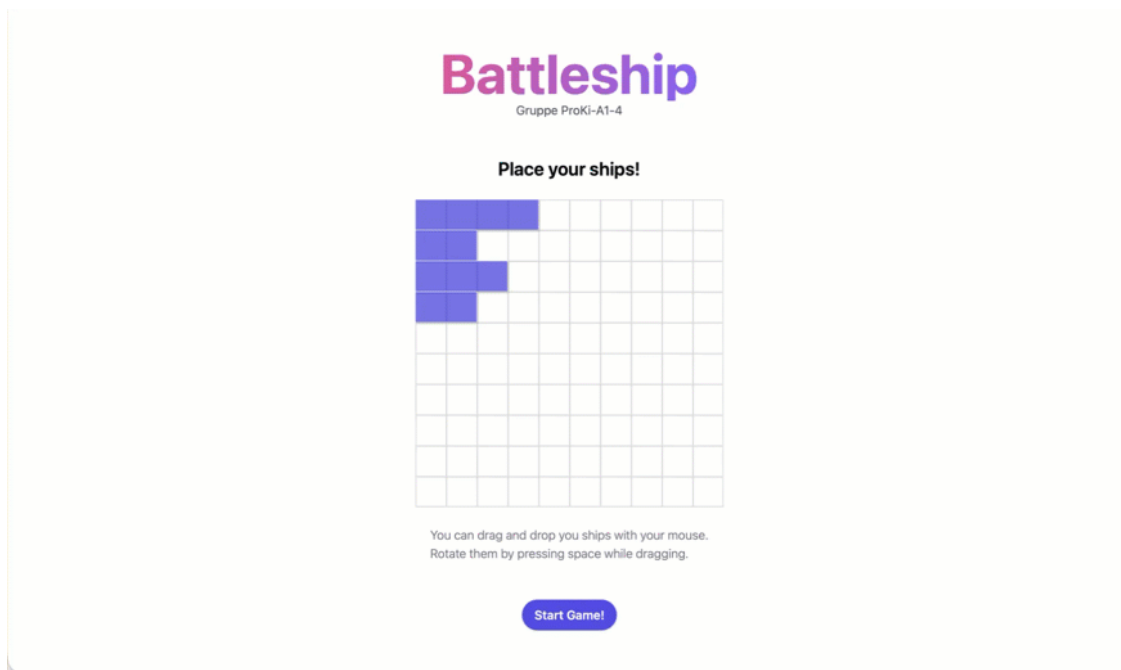 Battleship
Gruppe ProKi-A1-4
Place your ships!
You can drag and drop you ships with your mouse.
Rotate them by pressing space while dragging.
Start Game!